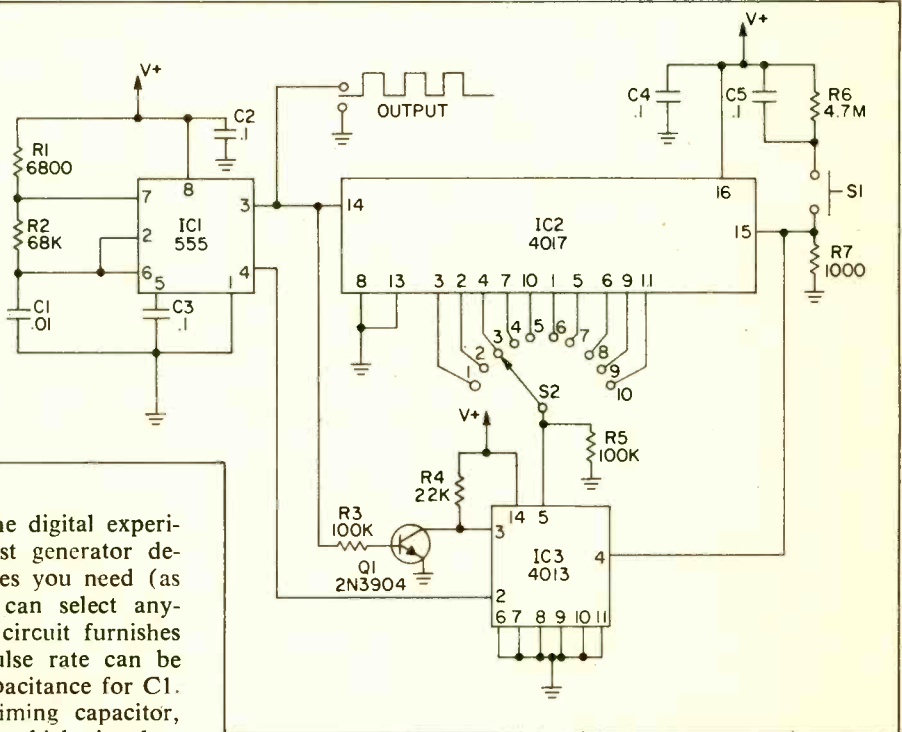 V+
C2
.1
R1
6800
R2
68K
C1
.01
7
8
2
6
5
1
3
4
IC1
555
C3
.1
OUTPUT
V+
C4
.1
C5
.1
R6
4.7M
S1
R7
1000
14
16
15
IC2
4017
8 13 3 2 4 7 10 1 5 6 9 11
1
2
3
4
5
6
7
8
9
10
S2
R5
100K
V+
R4
22K
R3
100K
Q1
2N3904
14 5
3
IC3
4013
4
2
6 7 8 9 10 11
ne digital experi-
st generator de-
es you need (as
can select any-
circuit furnishes
ulse rate can be
pacitance for C1.
iming capacitor,